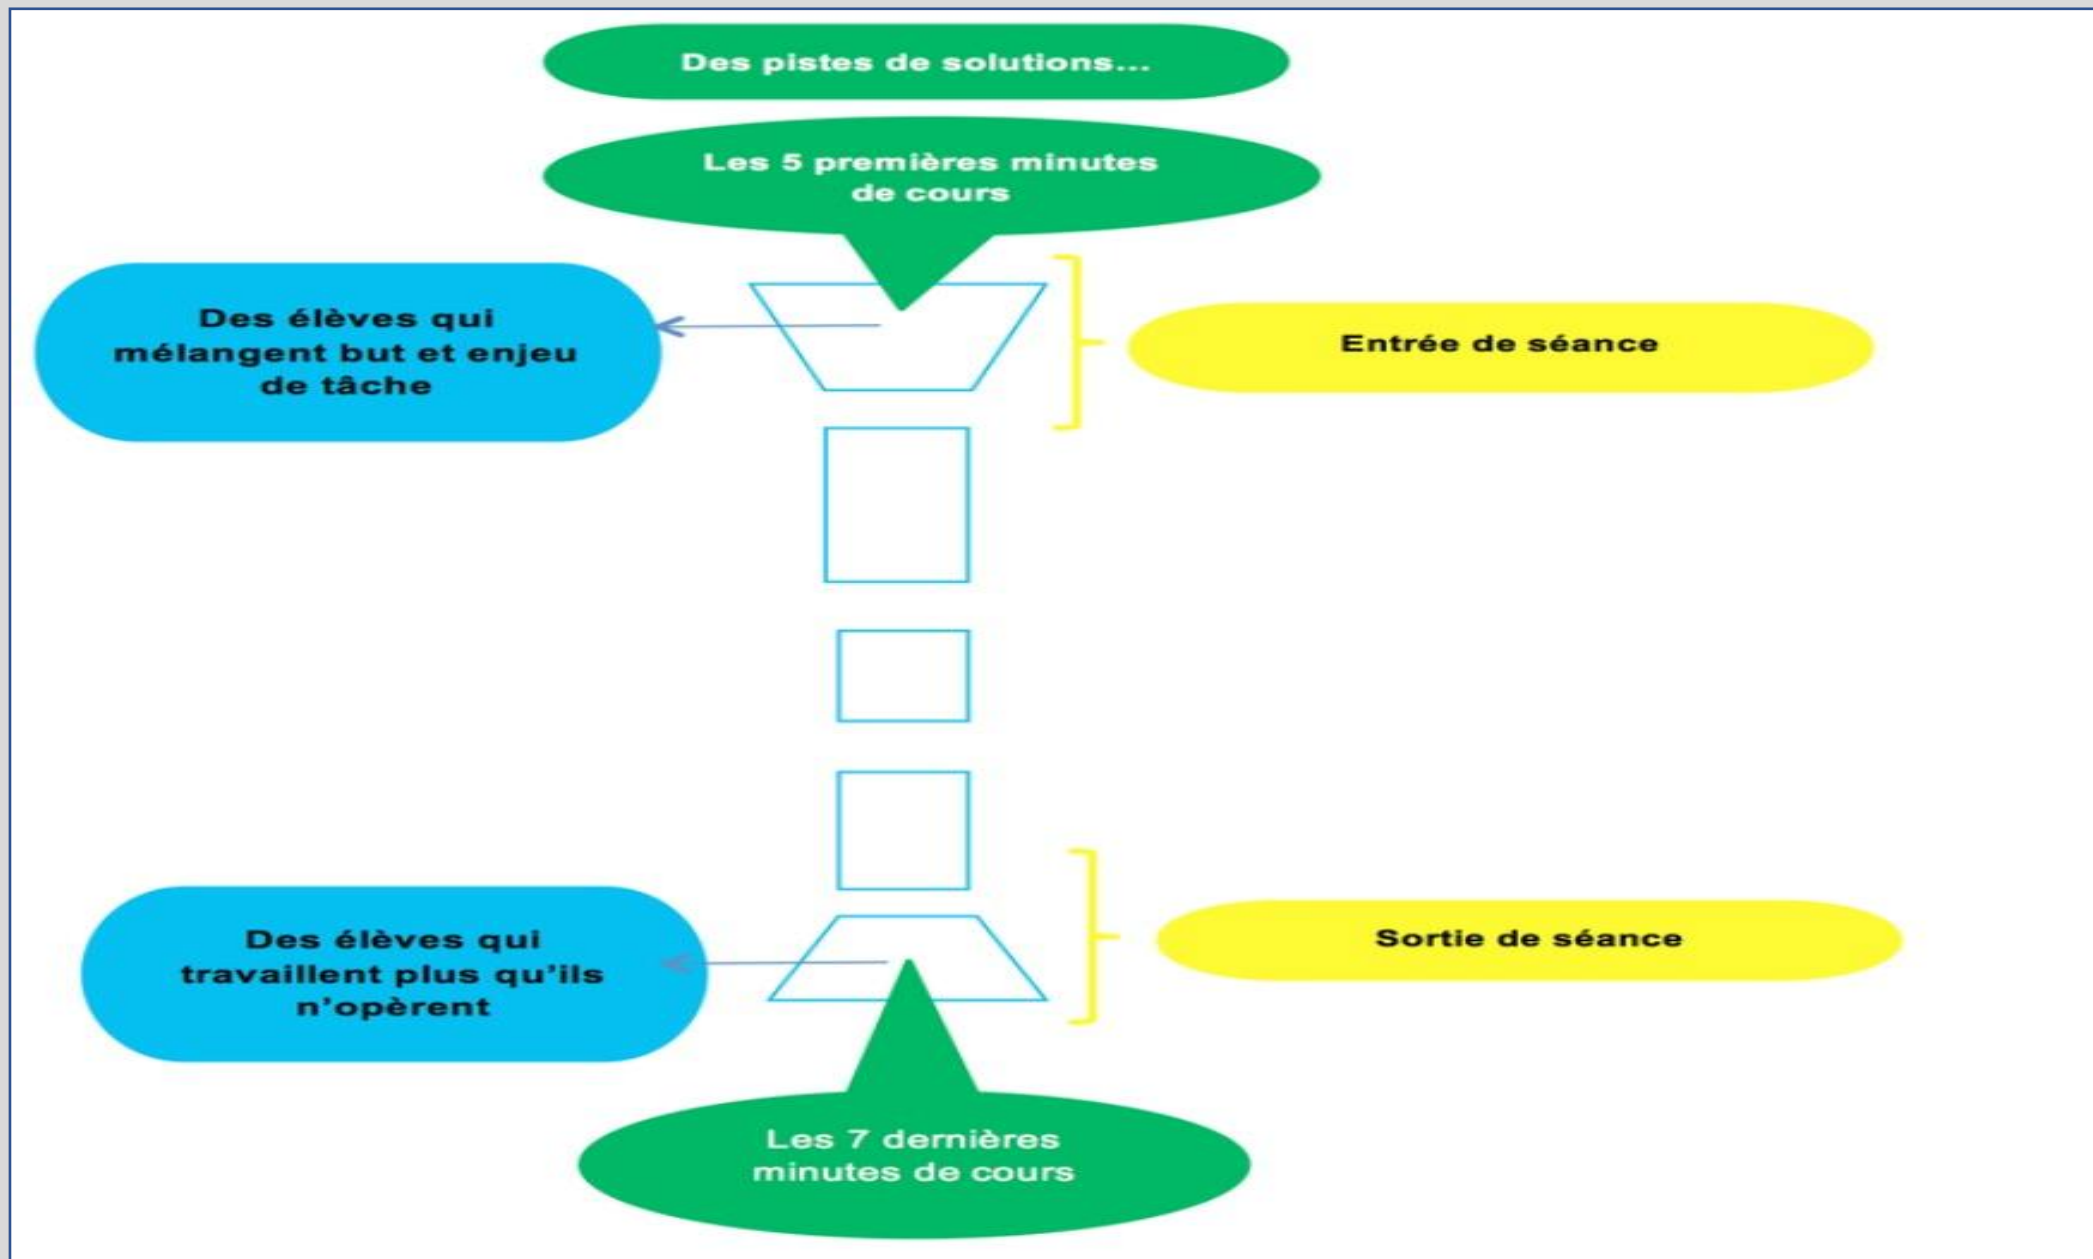 Des pistes de solutions...
Les 5 premières minutes
de cours
Des élèves qui
mélangent but et enjeu
de tâche
Entrée de séance
Des élèves qui
travaillent plus qu'ils
n'opèrent
Sortie de séance
Les 7 dernières
minutes de cours